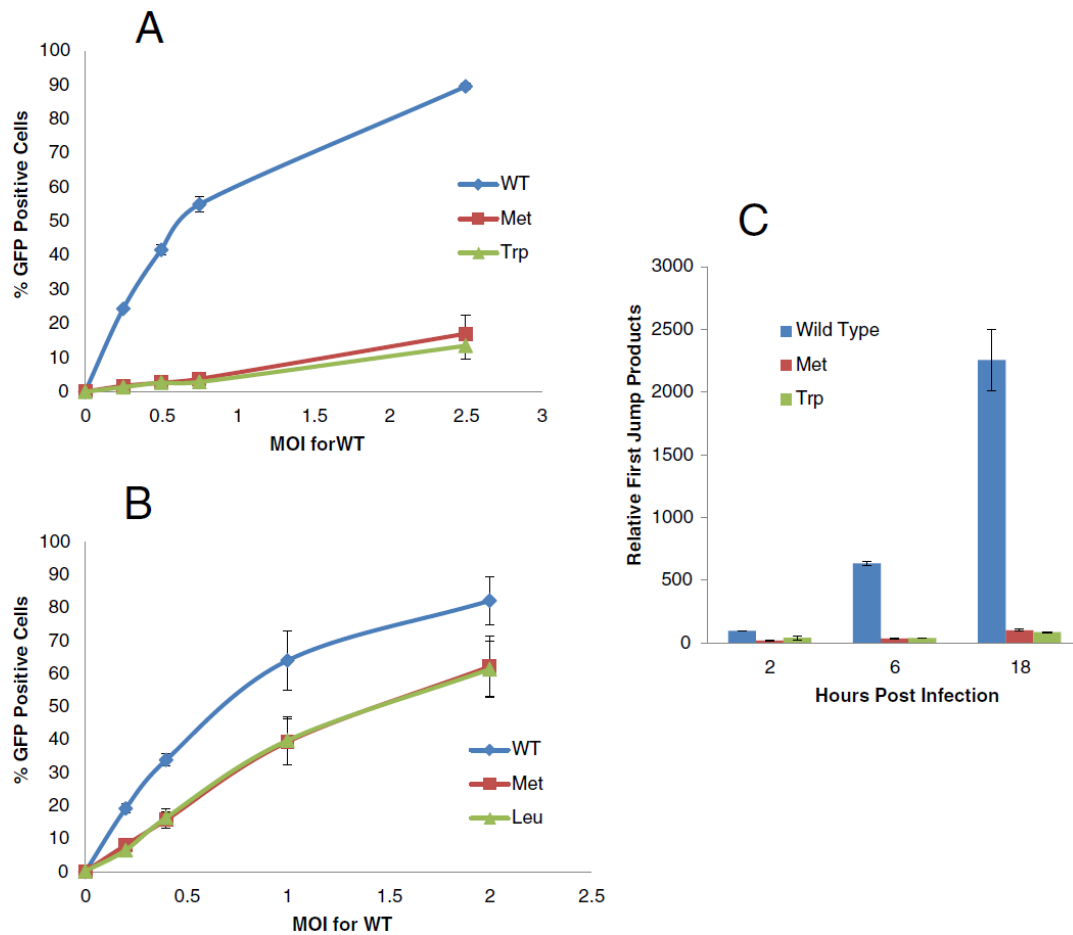 A
100
90
80
70
60
50
40
30
20
10
0
% GFP Positive Cells
WT
Met
Trp
0 0.5 1 1.5 2 2.5 3
MOI forWT
B
100
90
80
70
60
50
40
30
20
10
0
% GFP Positive Cells
WT
Met
Leu
0 0.5 1 1.5 2 2.5
MOI for WT
C
3000
2500
2000
1500
1000
500
0
Relative First Jump Products
Wild Type
Met
Trp
2 6 18
Hours Post Infection